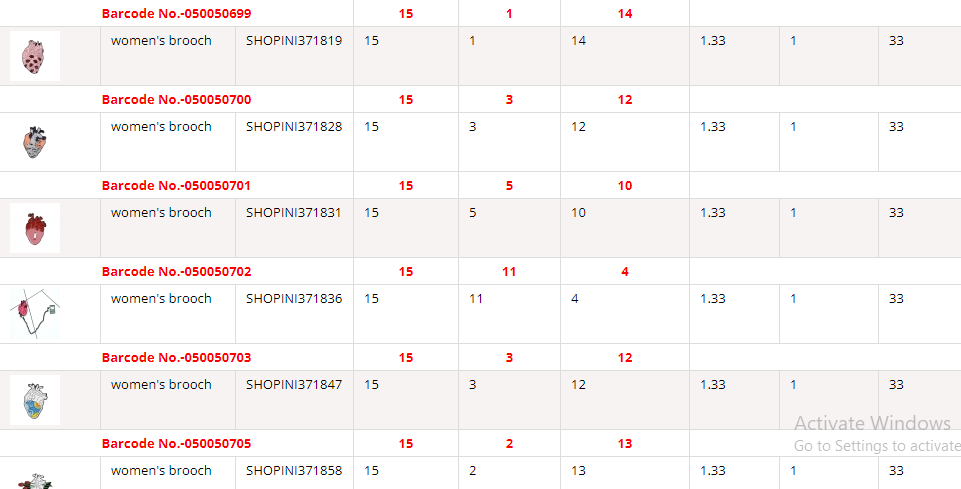 Barcode No.-050050699 15 1 14
women's brooch SHOPINI371819 15 1 14 1.33 1 33
Barcode No.-050050700 15 3 12
women's brooch SHOPINI371828 15 3 12 1.33 1 33
Barcode No.-050050701 15 5 10
women's brooch SHOPINI371831 15 5 10 1.33 1 33
Barcode No.-050050702 15 11 4
women's brooch SHOPINI371836 15 11 4 1.33 1 33
Barcode No.-050050703 15 3 12
women's brooch SHOPINI371847 15 3 12 1.33 1 33
Activate Windows
Barcode No.-050050705 15 2 13
Go to Settings to activate
women's brooch SHOPINI371858 15 2 13 1.33 1 33